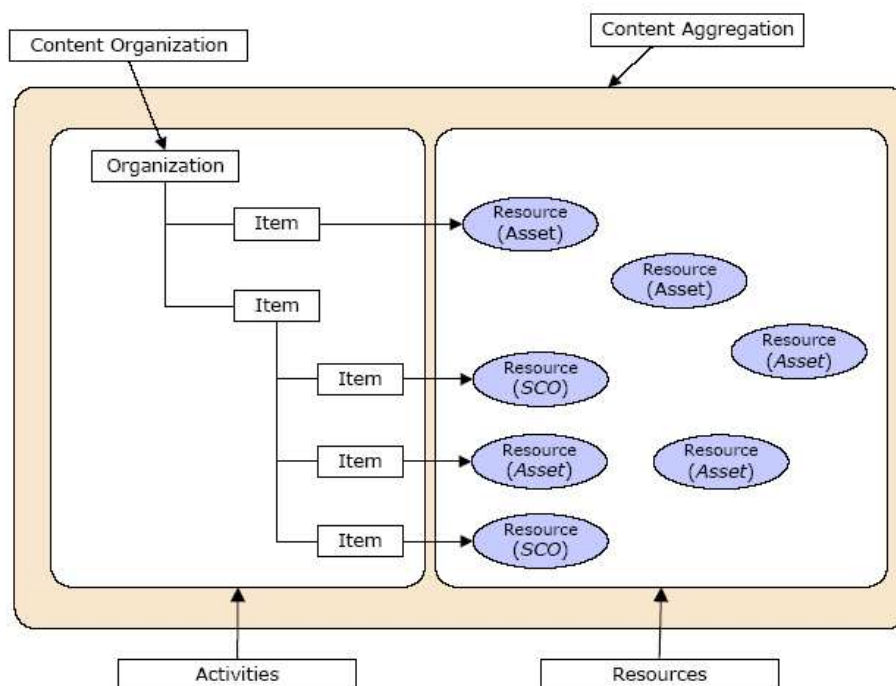 Content Organization
Content Aggregation
Organization
Item
Resource
(Asset)
Resource
(Asset)
Item
Resource
(Asset)
Item
Resource
(SCO)
Item
Resource
(Asset)
Resource
(Asset)
Item
Resource
(SCO)
Activities
Resources